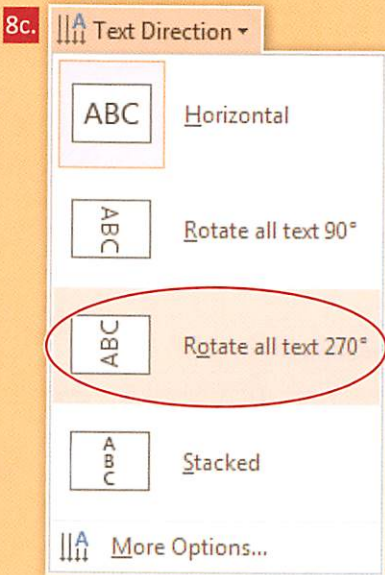 8c. Text Direction
ABC Horizontal
ABC Rotate all text 90°
ABC Rotate all text 270°
A
B
C
Stacked
More Options...